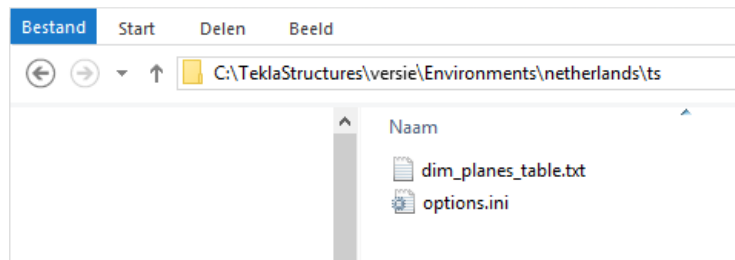 Bestand Start Delen Beeld
C:\TeklaStructures\versie\Environments\netherlands\ts
Naam
dim_planes_table.txt
options.ini